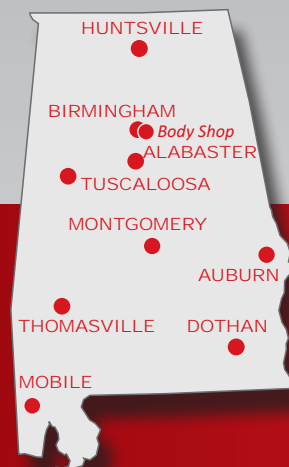 HUNTSVILLE
BIRMINGHAM
Body Shop
ALABASTER
TUSCALOOSA
MONTGOMERY
AUBURN
THOMASVILLE
DOTHAN
MOBILE